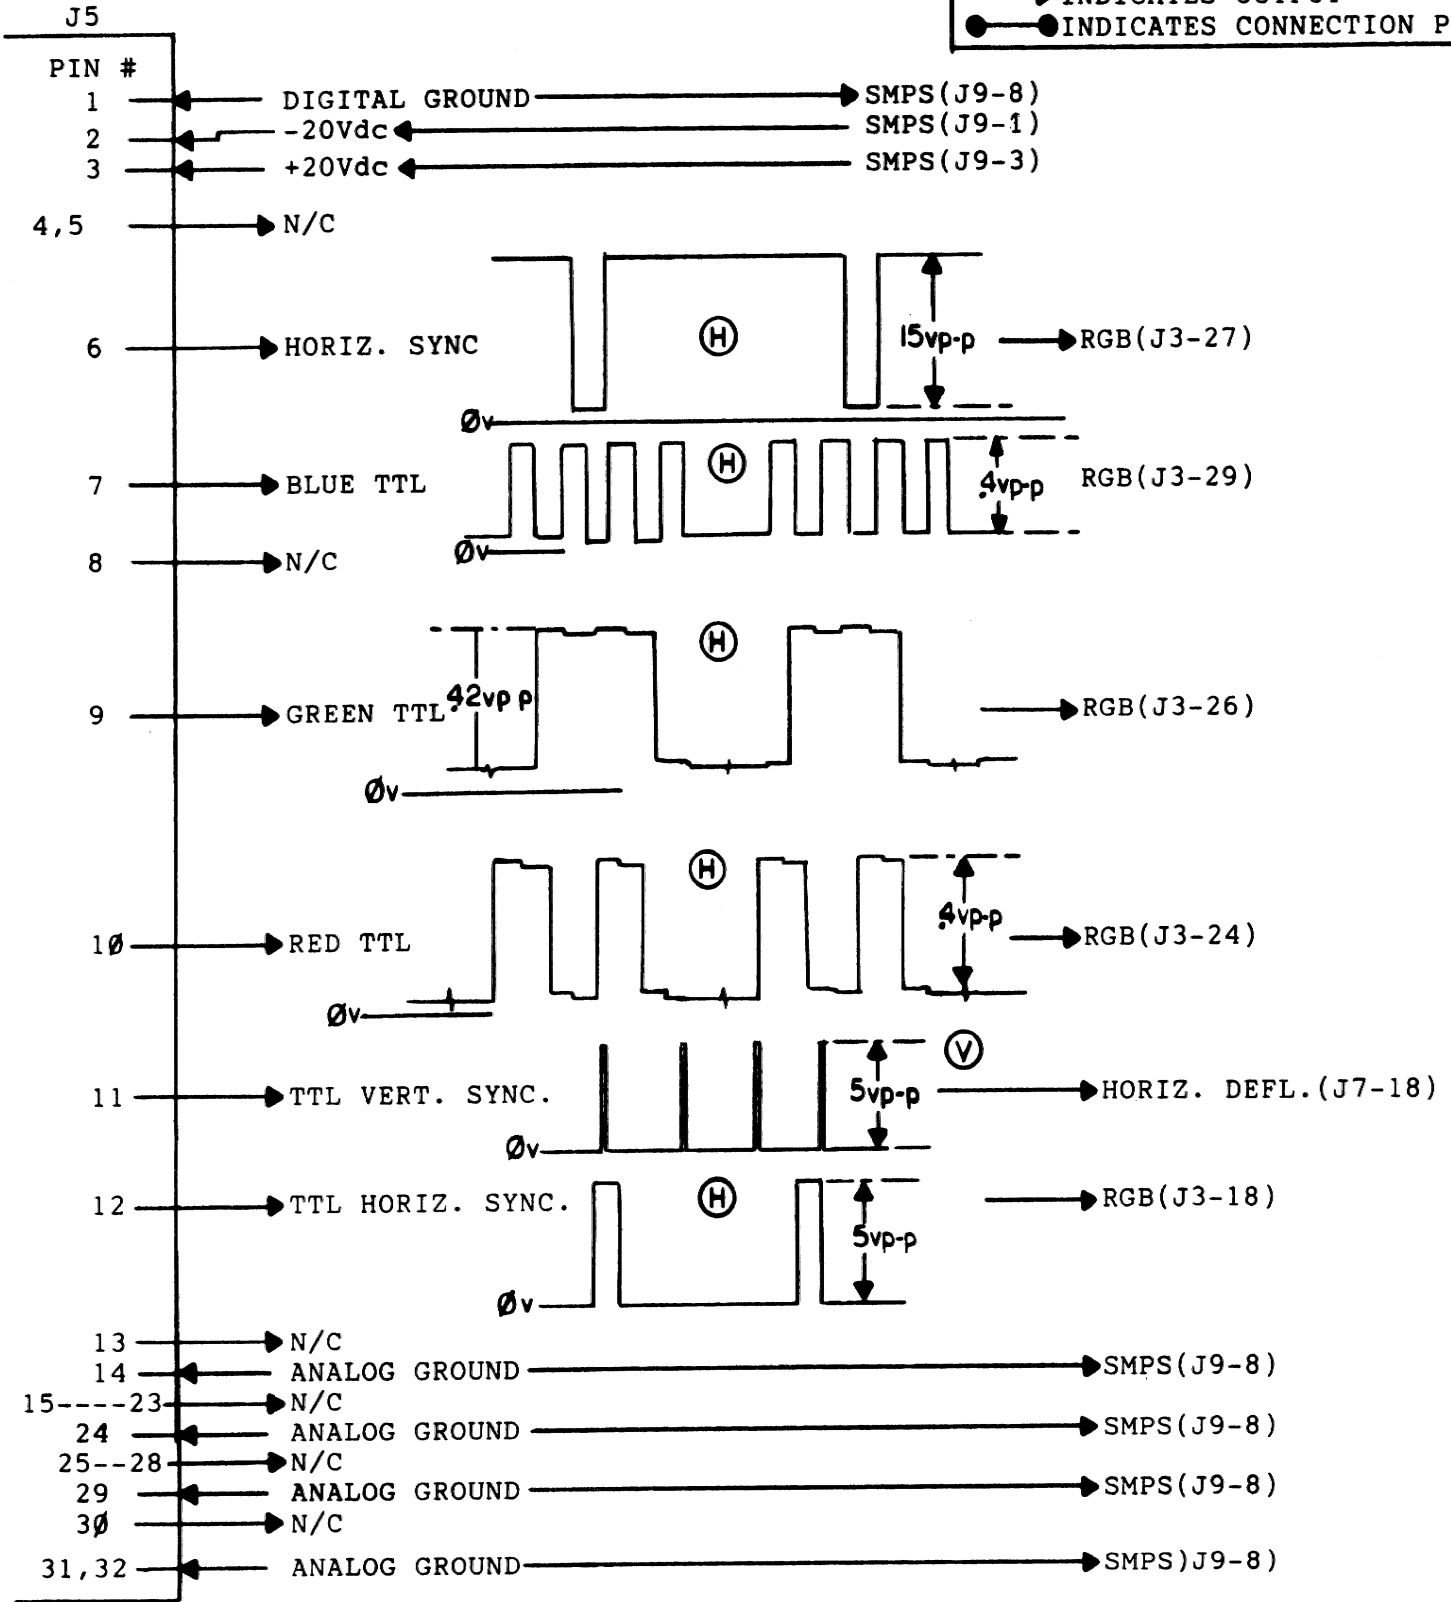 J5
INDICATES OUTPUT
INDICATES CONNECTION P
PIN #
1 DIGITAL GROUND SMPS(J9-8)
2 -20Vdc SMPS(J9-1)
3 +20Vdc SMPS(J9-3)
4,5 N/C
6 HORIZ. SYNC H 15vp-p RGB(J3-27)
Øv
7 BLUE TTL H .4vp-p RGB(J3-29)
Øv
8 N/C
H
9 GREEN TTL .42vp p RGB(J3-26)
Øv
H
1Ø RED TTL .4vp-p RGB(J3-24)
Øv
V
11 TTL VERT. SYNC. 5vp-p HORIZ. DEFL.(J7-18)
Øv
12 TTL HORIZ. SYNC. H 5vp-p RGB(J3-18)
Øv
13 N/C
14 ANALOG GROUND SMPS(J9-8)
15----23 N/C
24 ANALOG GROUND SMPS(J9-8)
25--28 N/C
29 ANALOG GROUND SMPS(J9-8)
3Ø N/C
31,32 ANALOG GROUND SMPS)J9-8)